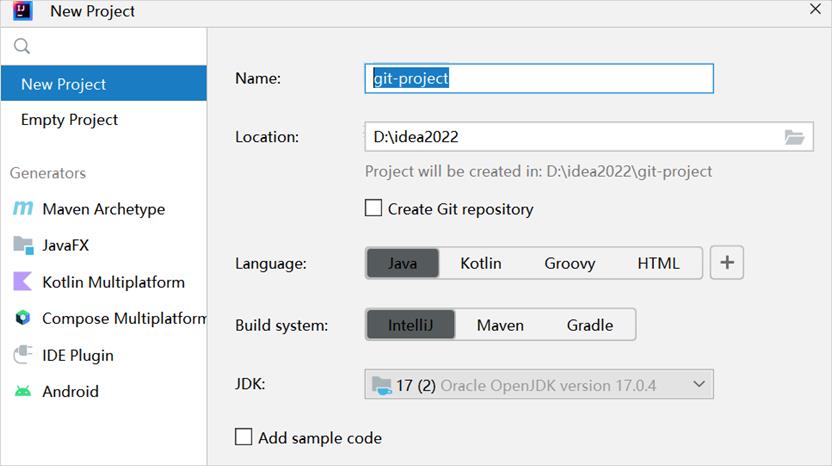 New Project
New Project
Empty Project
Generators
Maven Archetype
JavaFX
Kotlin Multiplatform
Compose Multiplatform
IDE Plugin
Android
Name: git-project
Location: D:\idea2022
Project will be created in: D:\idea2022\git-project
Create Git repository
Language: Java Kotlin Groovy HTML +
Build system: IntelliJ Maven Gradle
JDK: 17 (2) Oracle OpenJDK version 17.0.4
Add sample code